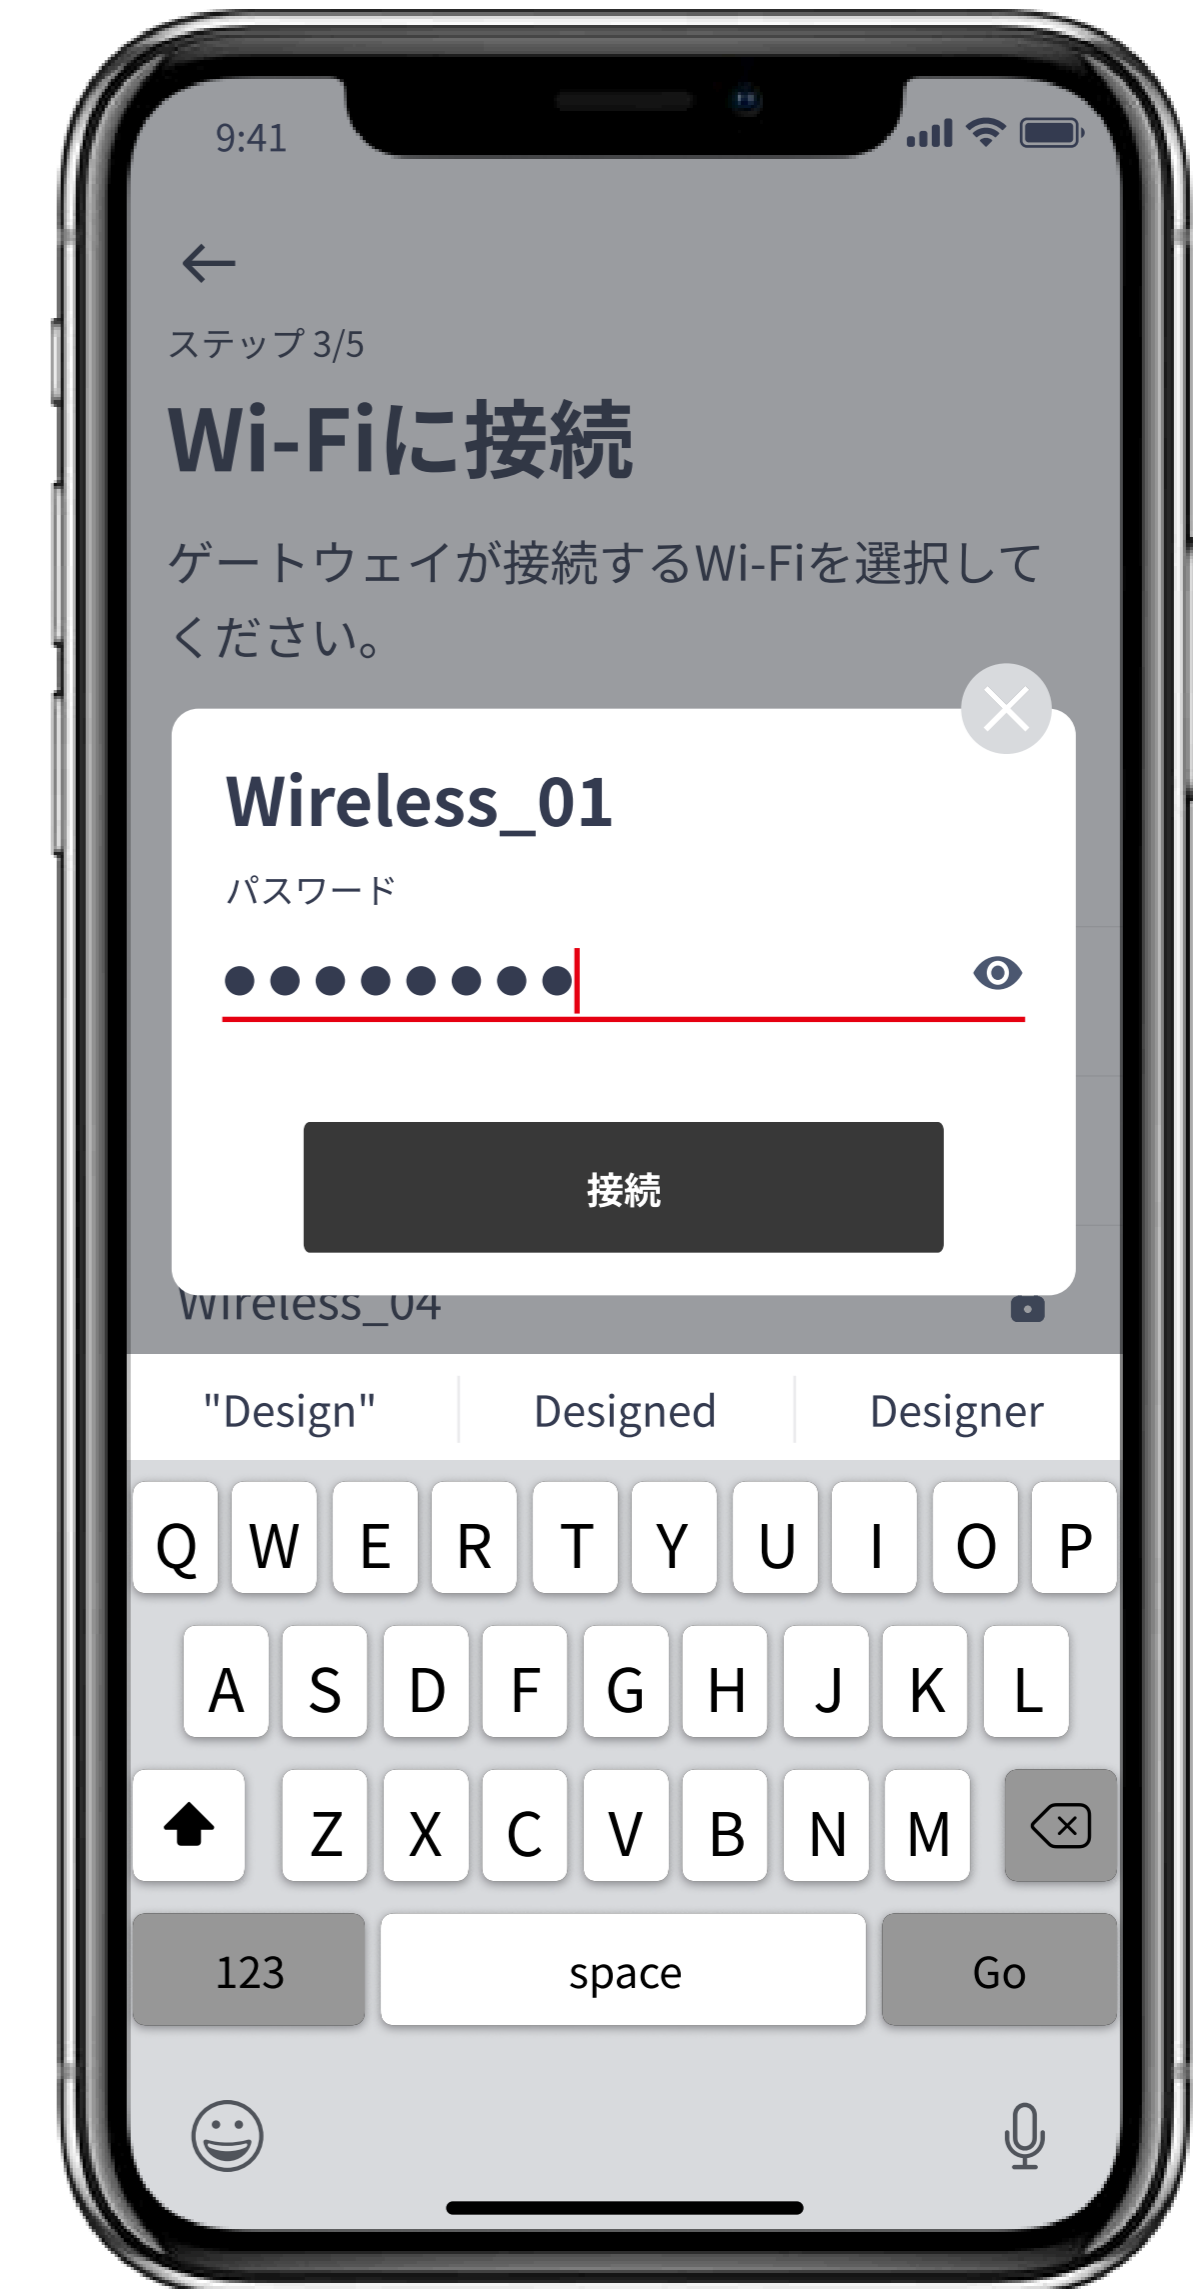 9:41
ステップ 3/5
Wi-Fiに接続
ゲートウェイが接続するWi-Fiを選択して
ください。
Wireless_01
パスワード
接続
Wireless_04
"Design" Designed Designer
Q W E R T Y U I O P
A S D F G H J K L
Z X C V B N M
123 space Go